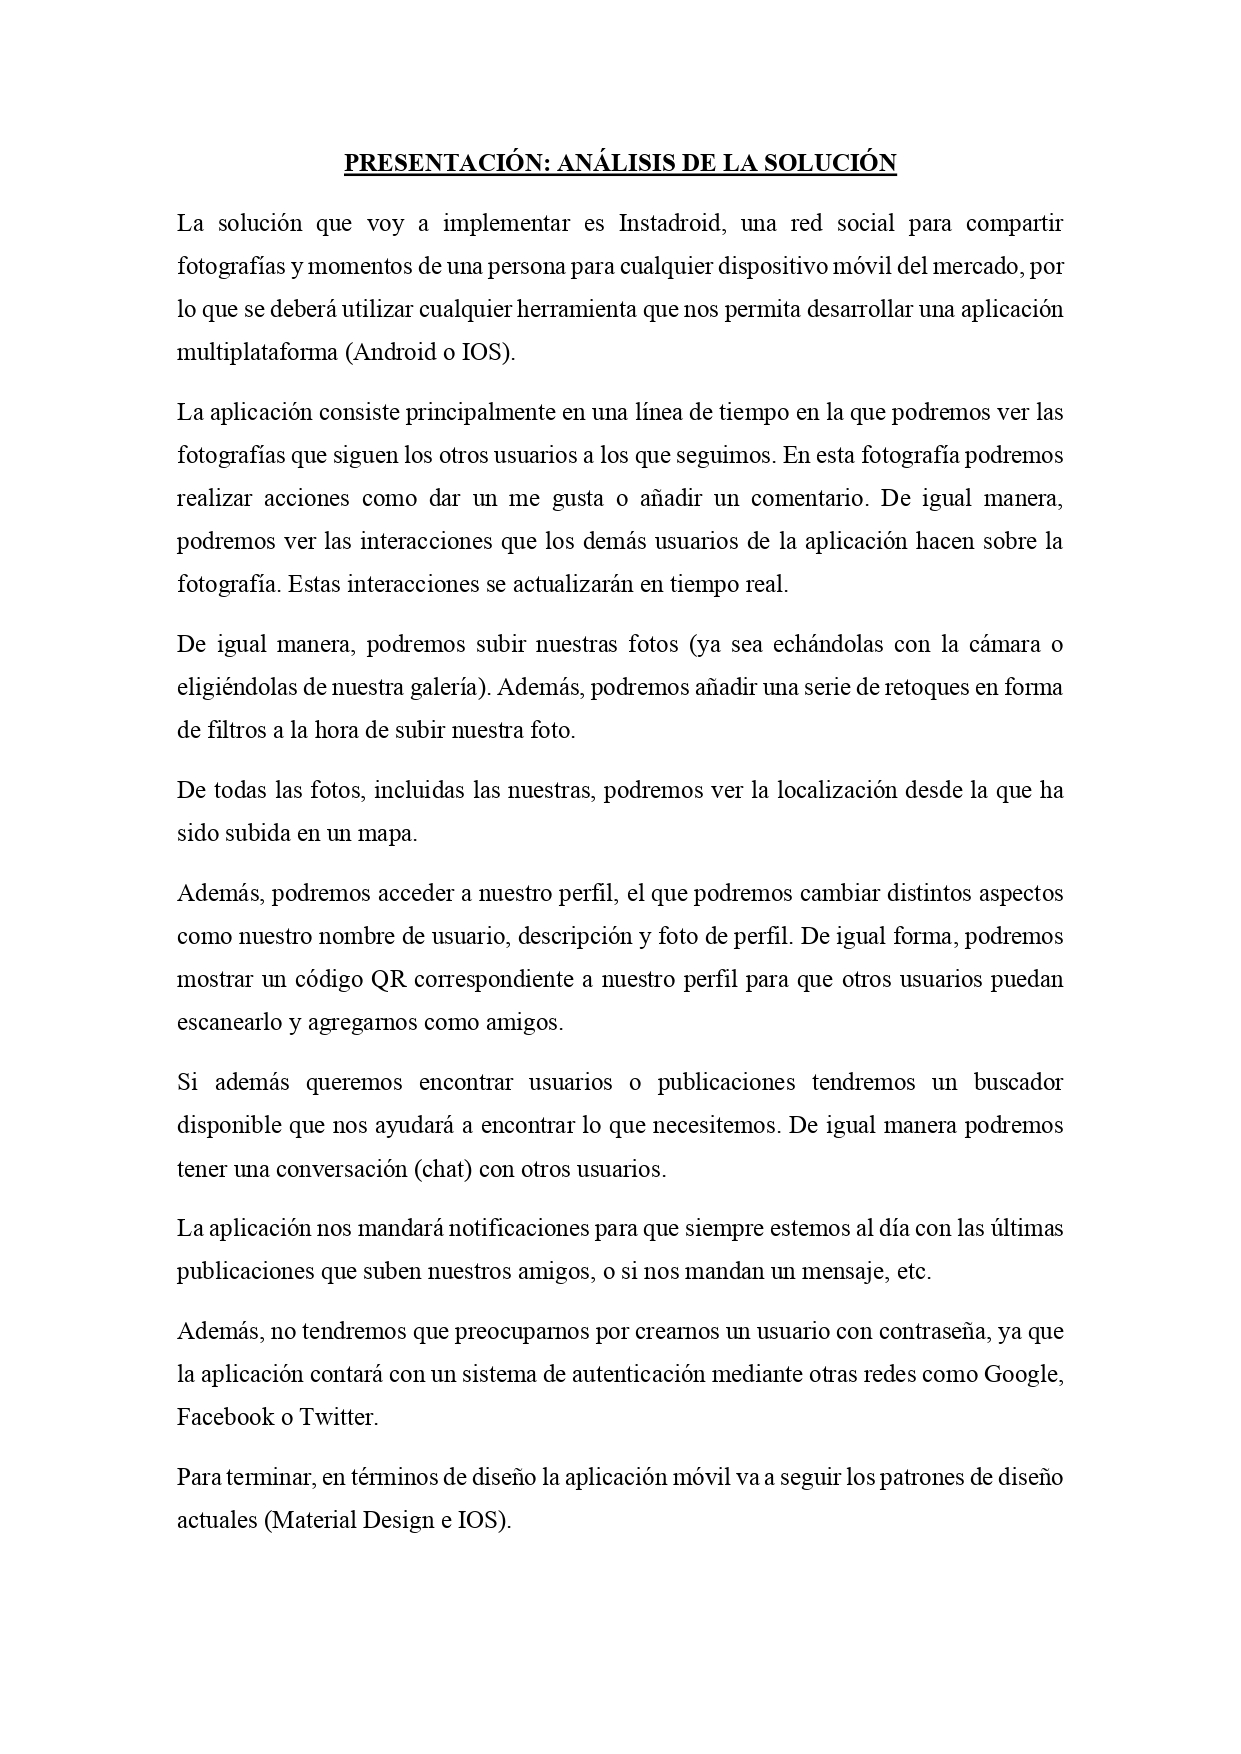 PRESENTACIÓN: ANÁLISIS DE LA SOLUCIÓN
La solución que voy a implementar es Instadroid, una red social para compartir
fotografías y momentos de una persona para cualquier dispositivo móvil del mercado, por
lo que se deberá utilizar cualquier herramienta que nos permita desarrollar una aplicación
multiplataforma (Android o IOS).
La aplicación consiste principalmente en una línea de tiempo en la que podremos ver las
fotografías que siguen los otros usuarios a los que seguimos. En esta fotografía podremos
realizar acciones como dar un me gusta o añadir un comentario. De igual manera,
podremos ver las interacciones que los demás usuarios de la aplicación hacen sobre la
fotografía. Estas interacciones se actualizarán en tiempo real.
De igual manera, podremos subir nuestras fotos (ya sea echándolas con la cámara o
eligiéndolas de nuestra galería). Además, podremos añadir una serie de retoques en forma
de filtros a la hora de subir nuestra foto.
De todas las fotos, incluidas las nuestras, podremos ver la localización desde la que ha
sido subida en un mapa.
Además, podremos acceder a nuestro perfil, el que podremos cambiar distintos aspectos
como nuestro nombre de usuario, descripción y foto de perfil. De igual forma, podremos
mostrar un código QR correspondiente a nuestro perfil para que otros usuarios puedan
escanearlo y agregarnos como amigos.
Si además queremos encontrar usuarios o publicaciones tendremos un buscador
disponible que nos ayudará a encontrar lo que necesitemos. De igual manera podremos
tener una conversación (chat) con otros usuarios.
La aplicación nos mandará notificaciones para que siempre estemos al día con las últimas
publicaciones que suben nuestros amigos, o si nos mandan un mensaje, etc.
Además, no tendremos que preocuparnos por crearnos un usuario con contraseña, ya que
la aplicación contará con un sistema de autenticación mediante otras redes como Google,
Facebook o Twitter.
Para terminar, en términos de diseño la aplicación móvil va a seguir los patrones de diseño
actuales (Material Design e IOS).